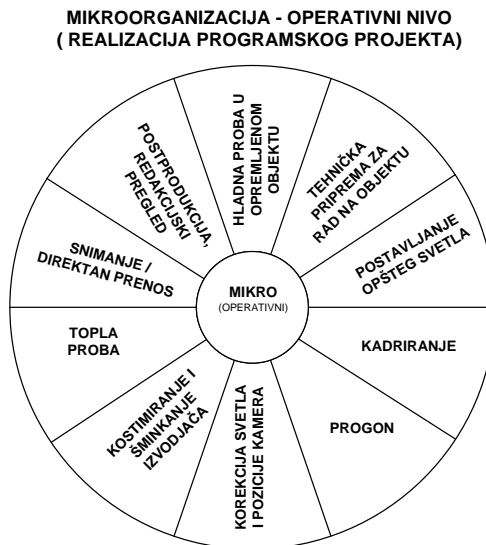 MIKROORGANIZACIJA - OPERATIVNI NIVO
( REALIZACIJA PROGRAMSKOG PROJEKTA)
HLADNA PROBA U
OPREMLJENOM
OBJEKTU
TEHNIČKA
PRIPREMA ZA
RAD NA OBJEKTU
POSTAVLJANJE
OPŠTEG SVETLA
KADRIRANJE
PROGON
KOREKCIJA SVETLA
I POZICIJE KAMERA
KOSTIMIRANJE I
ŠMINKANJE
IZVODJAČA
TOPLA
PROBA
SNIMANJE /
DIREKTAN PRENOS
POSTPRODUKCIJA,
REDAKCIJSKI
PREGLED
MIKRO
(OPERATIVNI)